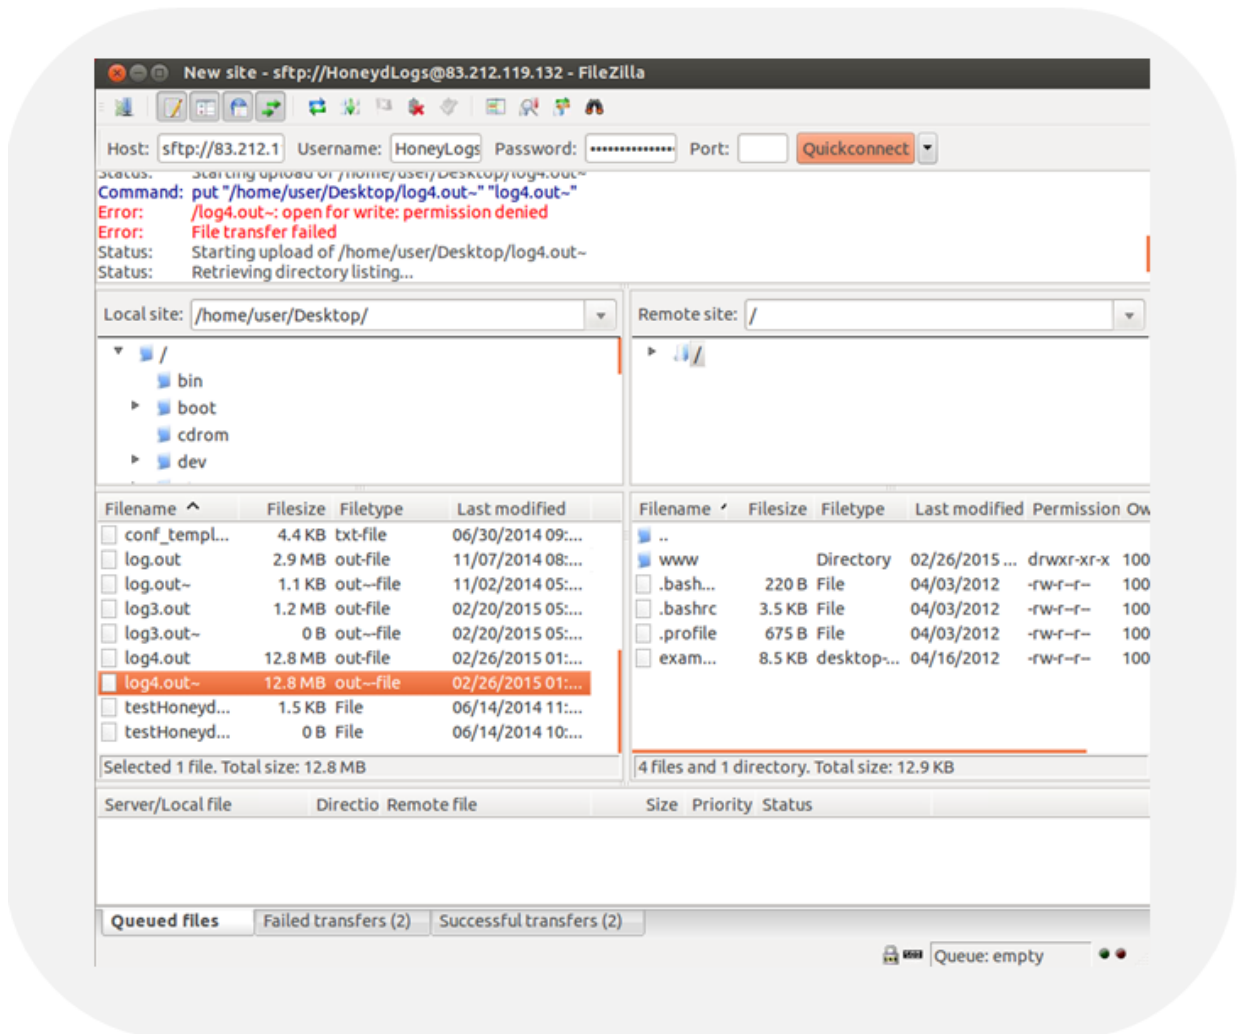 New site - sftp://HoneydLogs@83.212.119.132 - FileZilla
Host: sftp://83.212.1 Username: HoneyLogs Password: •••••••••••••• Port: Quickconnect
Status: Starting upload of /home/user/Desktop/log4.out~
Command: put "/home/user/Desktop/log4.out~" "log4.out~"
Error: /log4.out~: open for write: permission denied
Error: File transfer failed
Status: Starting upload of /home/user/Desktop/log4.out~
Status: Retrieving directory listing...
Local site: /home/user/Desktop/
/
bin
boot
cdrom
dev
Remote site: /
/
Filename Filesize Filetype Last modified
conf_templ... 4.4 KB txt-file 06/30/2014 09:...
log.out 2.9 MB out-file 11/07/2014 08:...
log.out~ 1.1 KB out~-file 11/02/2014 05:...
log3.out 1.2 MB out-file 02/20/2015 05:...
log3.out~ 0 B out~-file 02/20/2015 05:...
log4.out 12.8 MB out-file 02/26/2015 01:...
log4.out~ 12.8 MB out~-file 02/26/2015 01:...
testHoneyd... 1.5 KB File 06/14/2014 11:...
testHoneyd... 0 B File 06/14/2014 10:...
Selected 1 file. Total size: 12.8 MB
Filename Filesize Filetype Last modified Permission Ow
..
www Directory 02/26/2015 ... drwxr-xr-x 100
.bash... 220 B File 04/03/2012 -rw-r--r-- 100
.bashrc 3.5 KB File 04/03/2012 -rw-r--r-- 100
.profile 675 B File 04/03/2012 -rw-r--r-- 100
exam... 8.5 KB desktop-... 04/16/2012 -rw-r--r-- 100
4 files and 1 directory. Total size: 12.9 KB
Server/Local file Directio Remote file Size Priority Status
Queued files Failed transfers (2) Successful transfers (2)
Queue: empty